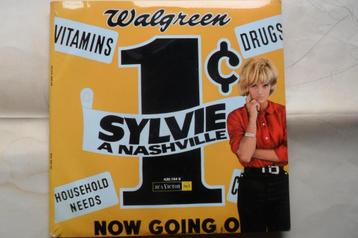 Walgreen
VITAMINS
DRUGS
1¢
SYLVIE
A NASHVILLE
HOUSEHOLD
NEEDS
C
RCA VICTOR
NOW GOING O